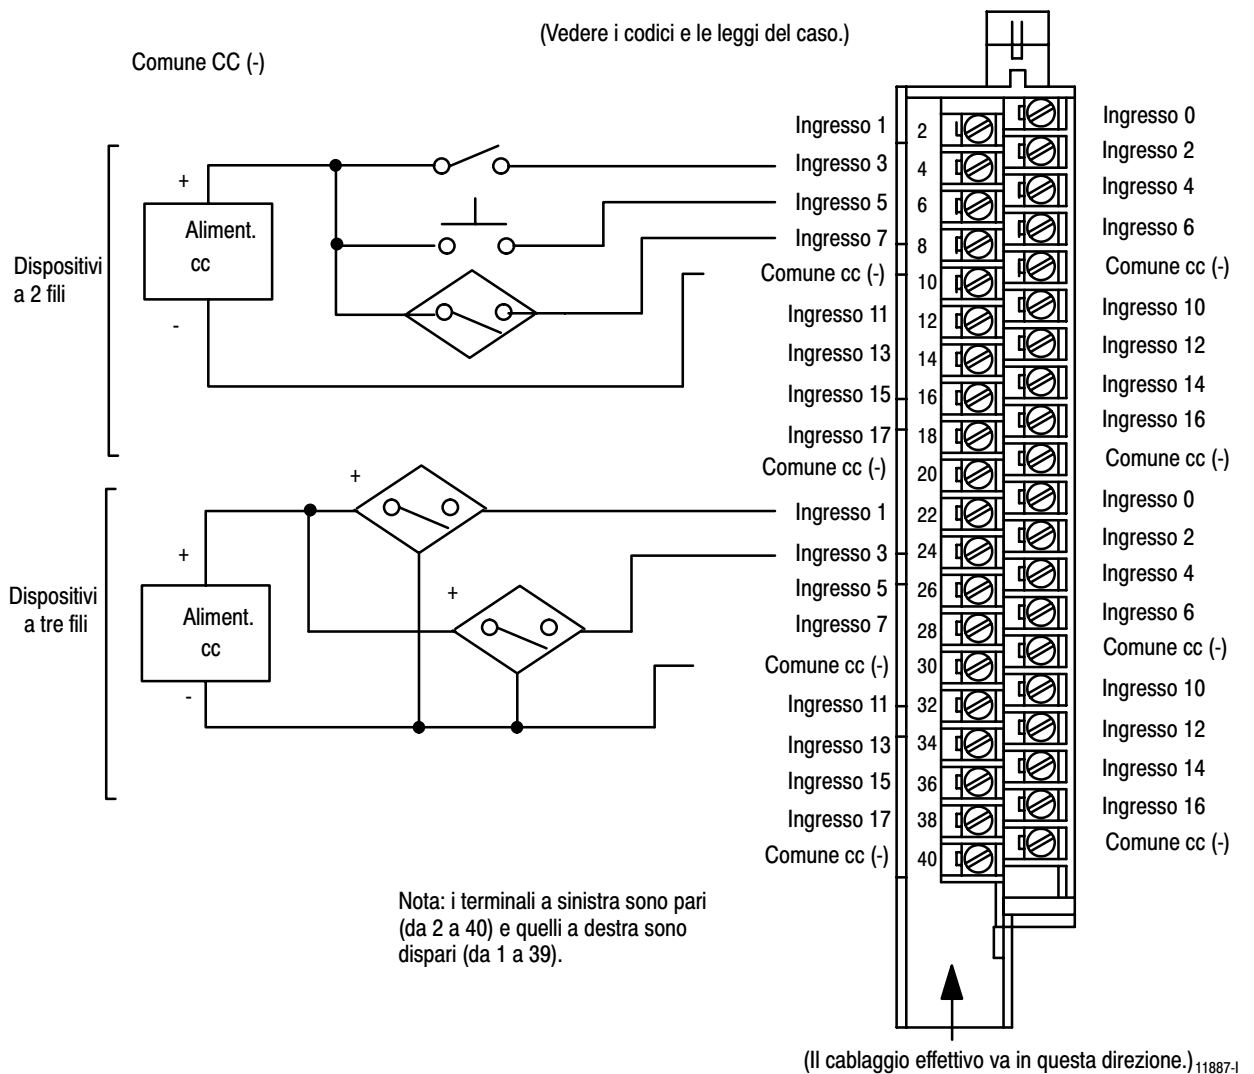 (Vedere i codici e le leggi del caso.)
Comune CC (-)
Dispositivi
a 2 fili
+
Aliment.
cc
-
Dispositivi
a tre fili
+
Aliment.
cc
-
+
+
Ingresso 1
Ingresso 3
Ingresso 5
Ingresso 7
Comune cc (-)
Ingresso 11
Ingresso 13
Ingresso 15
Ingresso 17
Comune cc (-)
Ingresso 1
Ingresso 3
Ingresso 5
Ingresso 7
Comune cc (-)
Ingresso 11
Ingresso 13
Ingresso 15
Ingresso 17
Comune cc (-)
2
4
6
8
10
12
14
16
18
20
22
24
26
28
30
32
34
36
38
40
Ingresso 0
Ingresso 2
Ingresso 4
Ingresso 6
Comune cc (-)
Ingresso 10
Ingresso 12
Ingresso 14
Ingresso 16
Comune cc (-)
Ingresso 0
Ingresso 2
Ingresso 4
Ingresso 6
Comune cc (-)
Ingresso 10
Ingresso 12
Ingresso 14
Ingresso 16
Comune cc (-)
Nota: i terminali a sinistra sono pari
(da 2 a 40) e quelli a destra sono
dispari (da 1 a 39).
(Il cablaggio effettivo va in questa direzione.)
11887-I